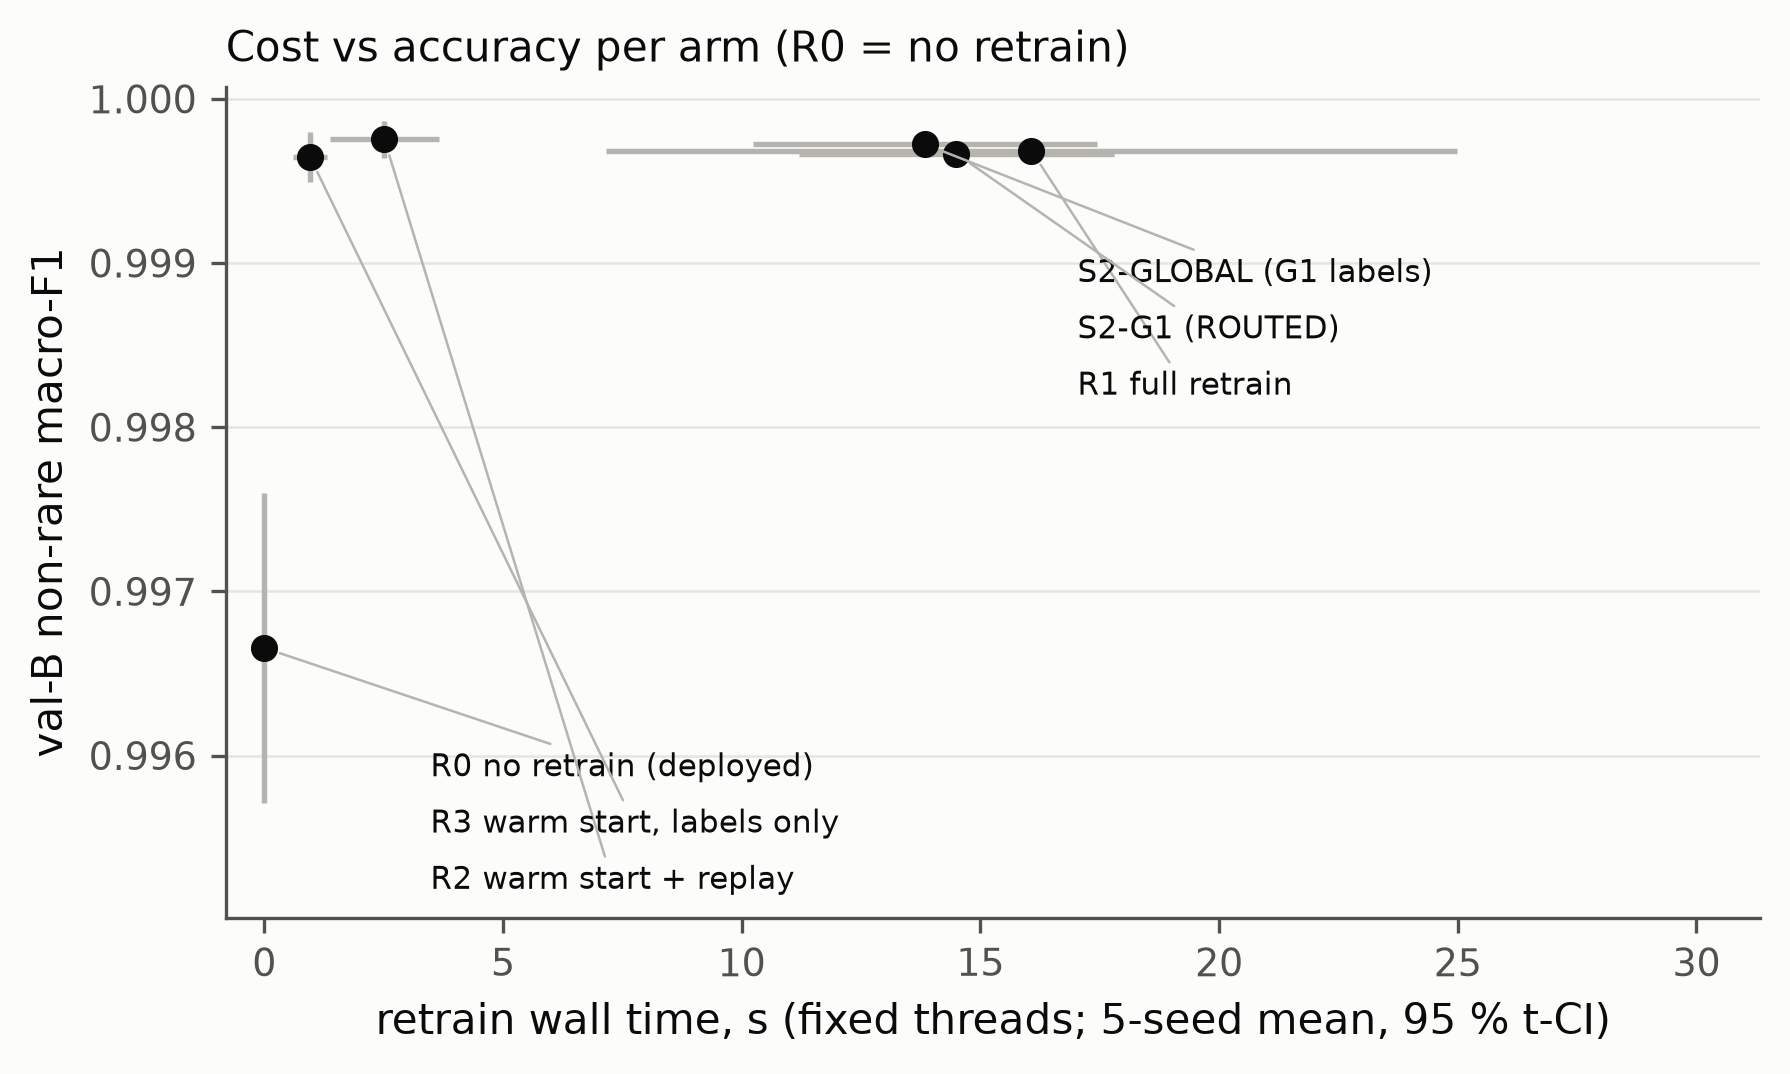 Cost vs accuracy per arm (R0 = no retrain)
val-B non-rare macro-F1
1.000
0.999
0.998
0.997
0.996
S2-GLOBAL (G1 labels)
S2-G1 (ROUTED)
R1 full retrain
R0 no retrain (deployed)
R3 warm start, labels only
R2 warm start + replay
0 5 10 15 20 25 30
retrain wall time, s (fixed threads; 5-seed mean, 95 % t-CI)